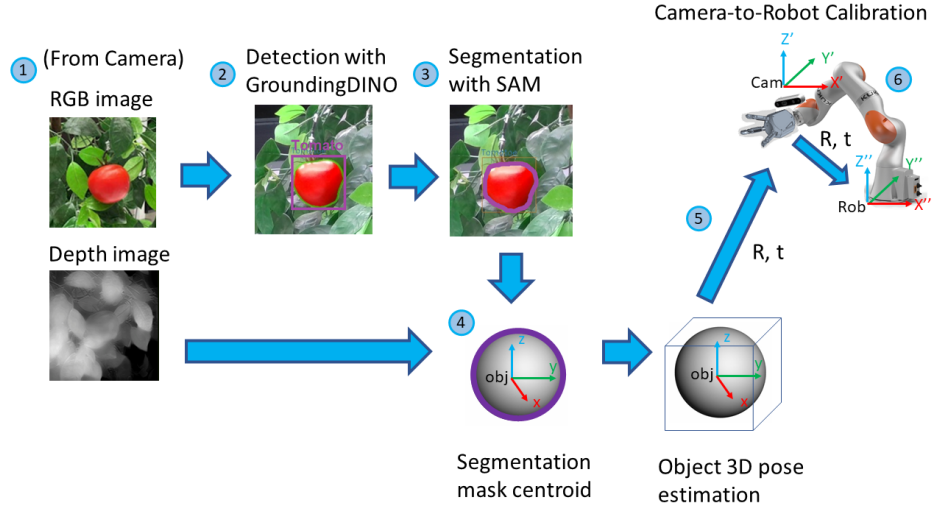 Camera-to-Robot Calibration
1
(From Camera)
RGB image
2
Detection with
GroundingDINO
3
Segmentation
with SAM
Tomato
Z'
Y'
X'
Cam
6
R, t
Z''
Y''
X''
Rob
Depth image
5
R, t
4
z
y
x
obj
z
y
x
obj
Segmentation
mask centroid
Object 3D pose
estimation